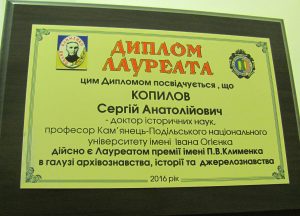 ДИПЛОМ
ЛАУРЕАТА
цим Дипломом посвідчується , що
КОПИЛОВ
Сергій Анатолійович
- доктор історичних наук,
професор Кам'янець-Подільського національного
університету імені Івана Огієнка
дійсно є Лауреатом премії імені П.В.Клименка
в галузі архівознавства, історії та джерелознавства
2016 рік